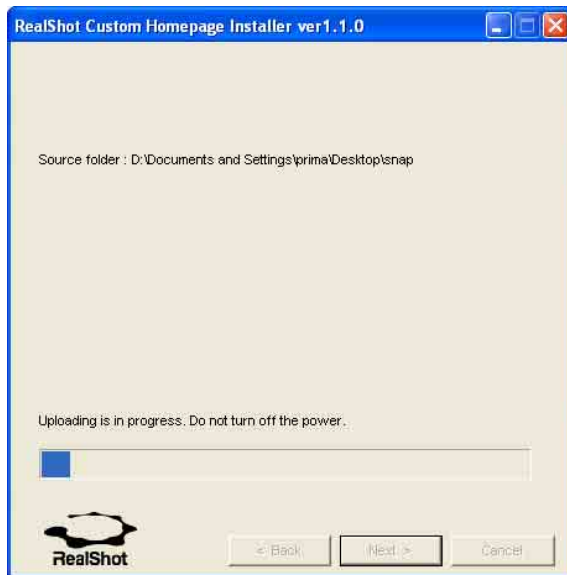 RealShot Custom Homepage Installer ver1.1.0
Source folder : D:\Documents and Settings\prima\Desktop\snap
Uploading is in progress. Do not turn off the power.
RealShot
< Back
Next >
Cancel